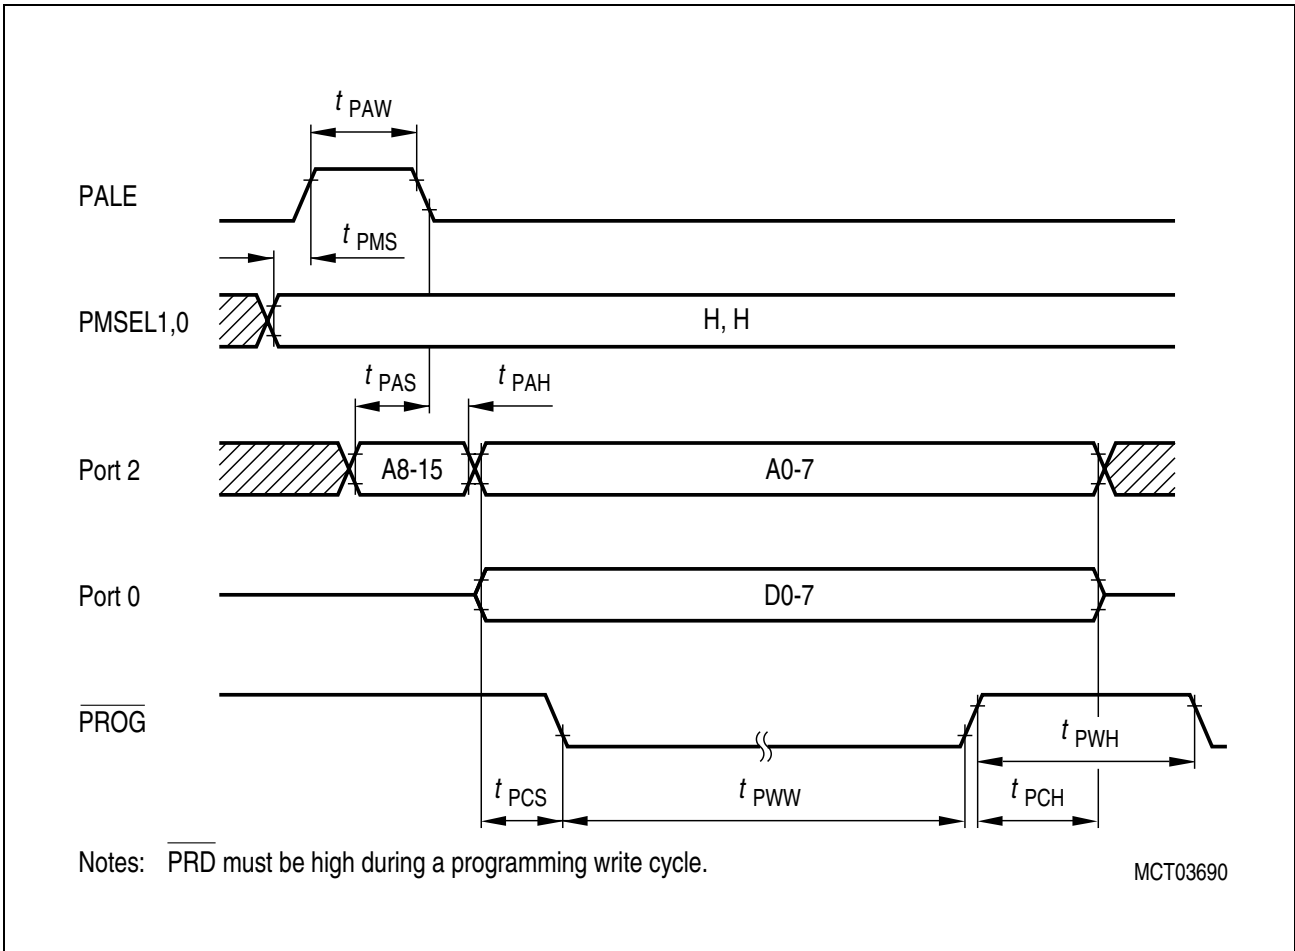 t PAW
PALE
t PMS
PMSEL1,0
H, H
t PAS
t PAH
Port 2
A8-15
A0-7
Port 0
D0-7
PROG
t PWH
t PCS
t PWW
t PCH
Notes: PRD must be high during a programming write cycle.
MCT03690